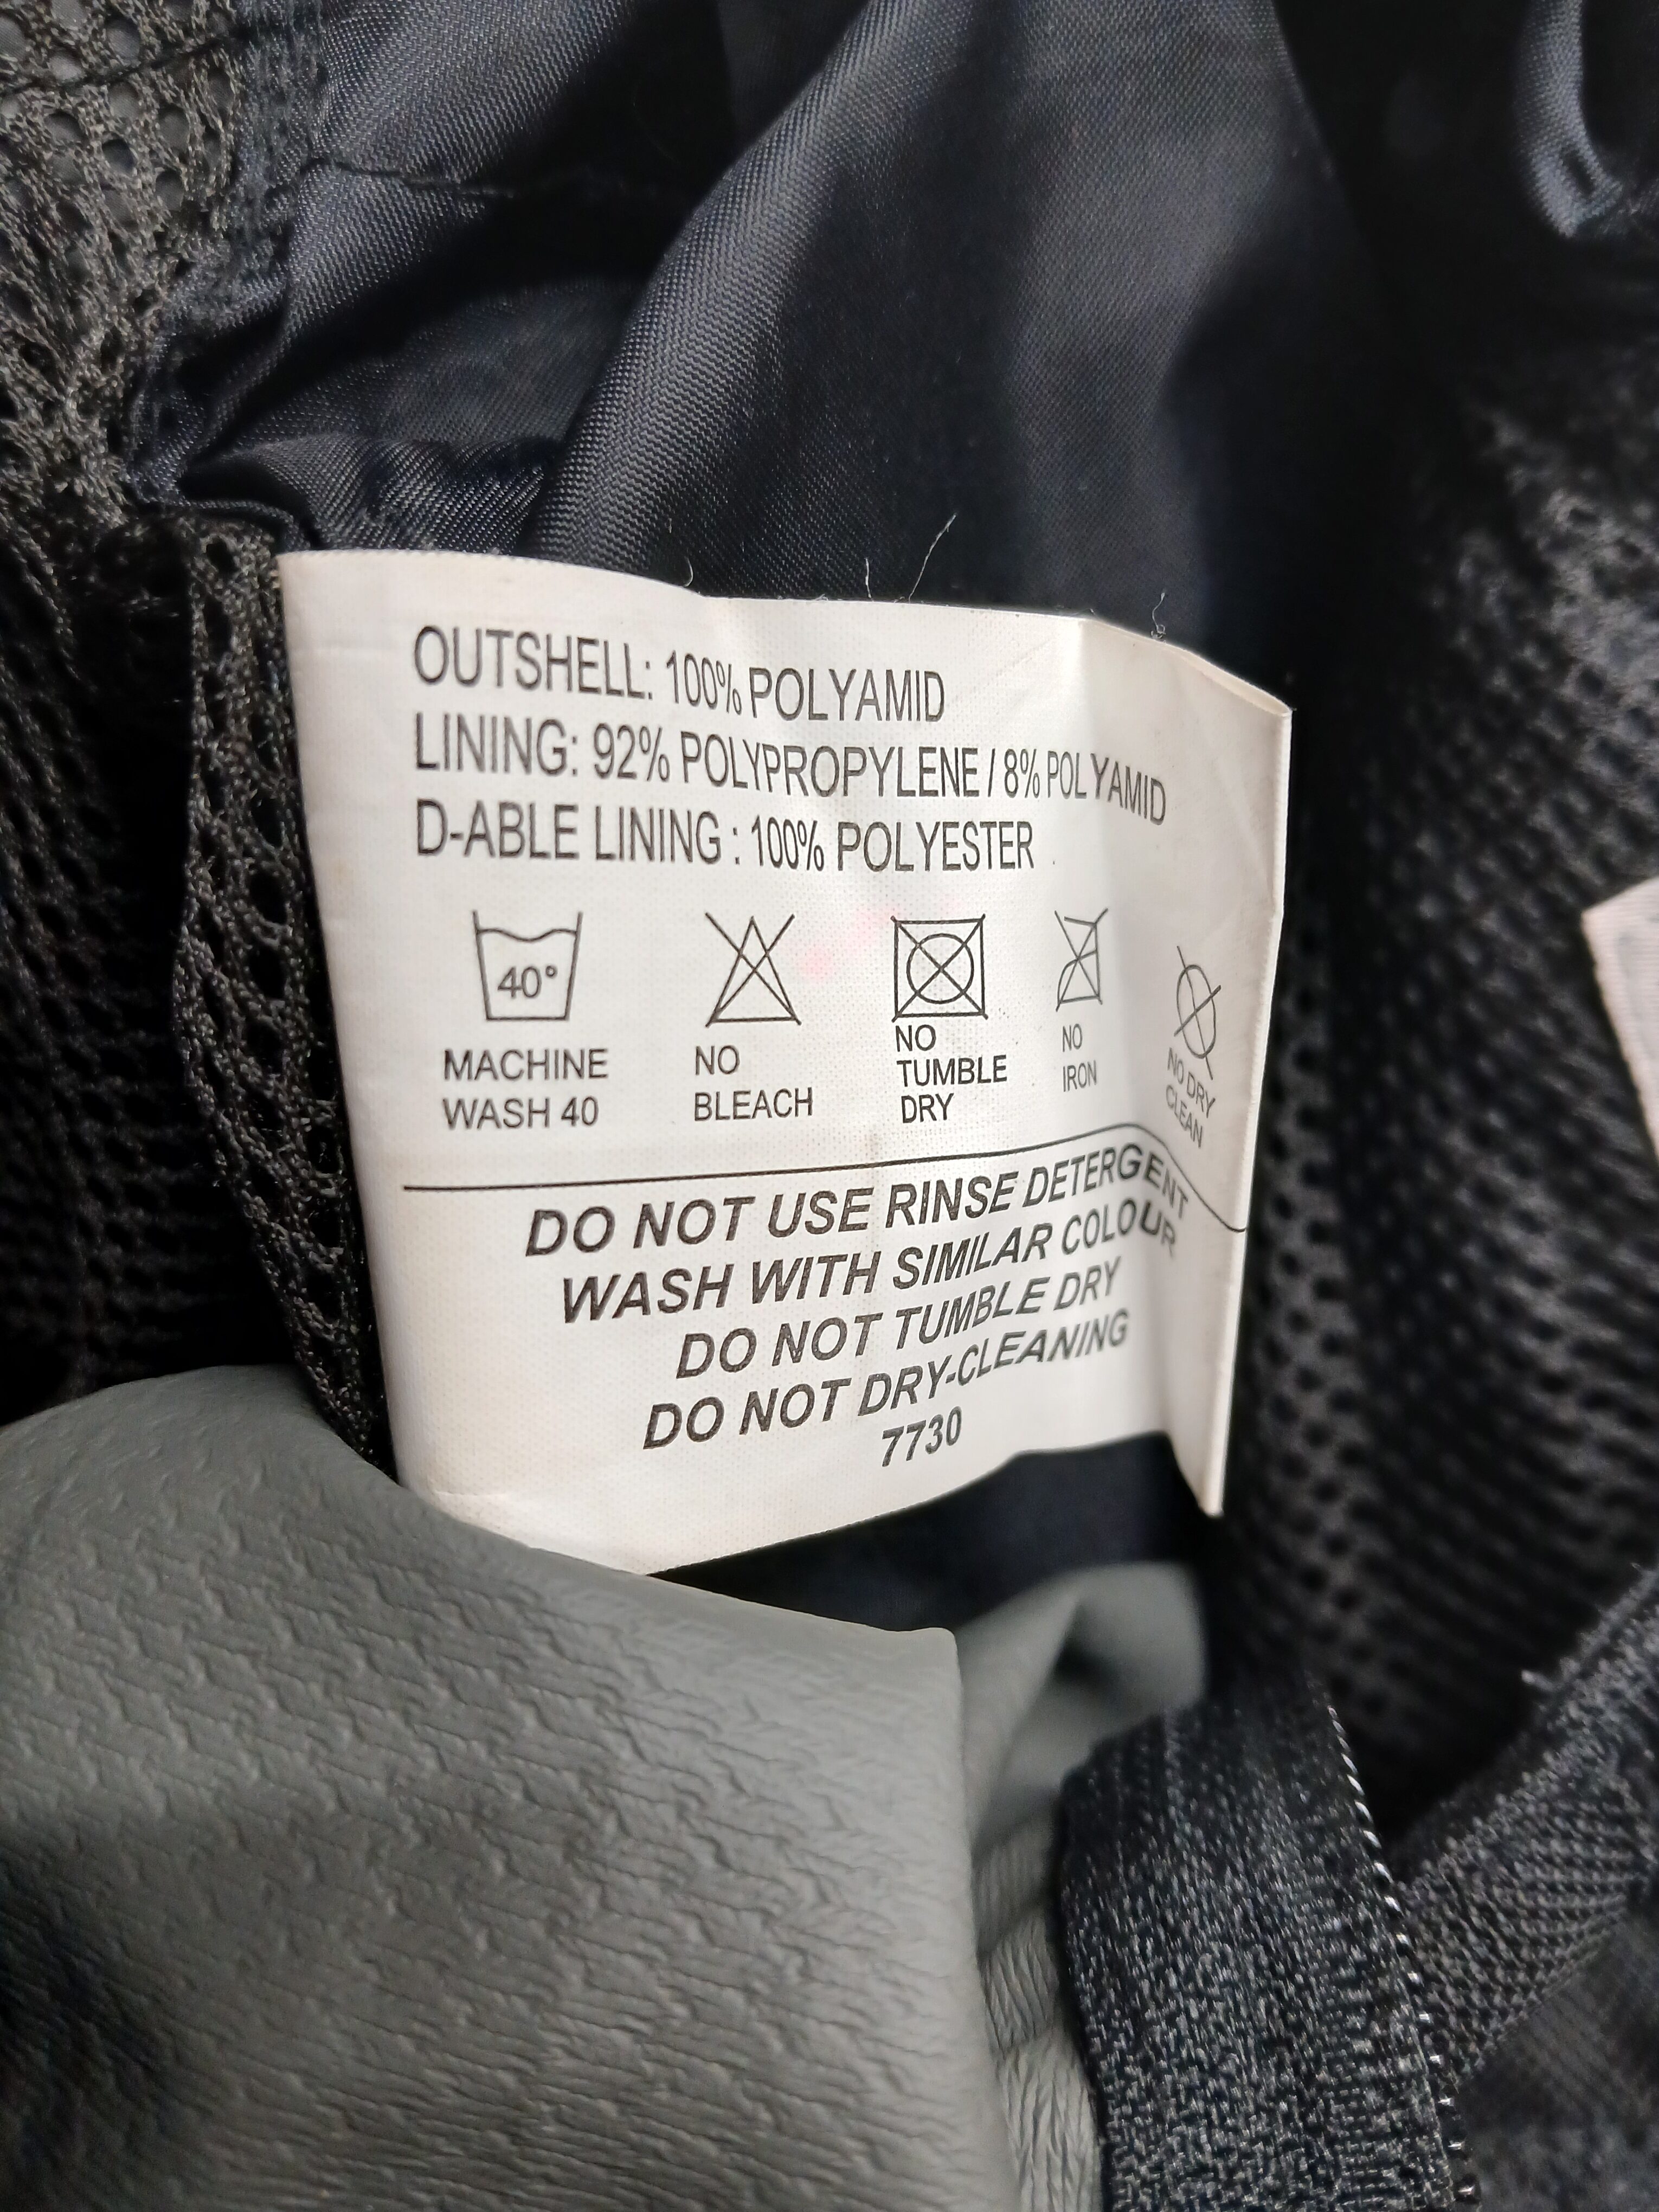 OUTSHELL: 100% POLYAMID
LINING: 92% POLYPROPYLENE / 8% POLYAMID
D-ABLE LINING : 100% POLYESTER
40°
MACHINE WASH 40
NO BLEACH
NO TUMBLE DRY
NO IRON
NO DRY CLEAN
DO NOT USE RINSE DETERGENT
WASH WITH SIMILAR COLOUR
DO NOT TUMBLE DRY
DO NOT DRY-CLEANING
7730